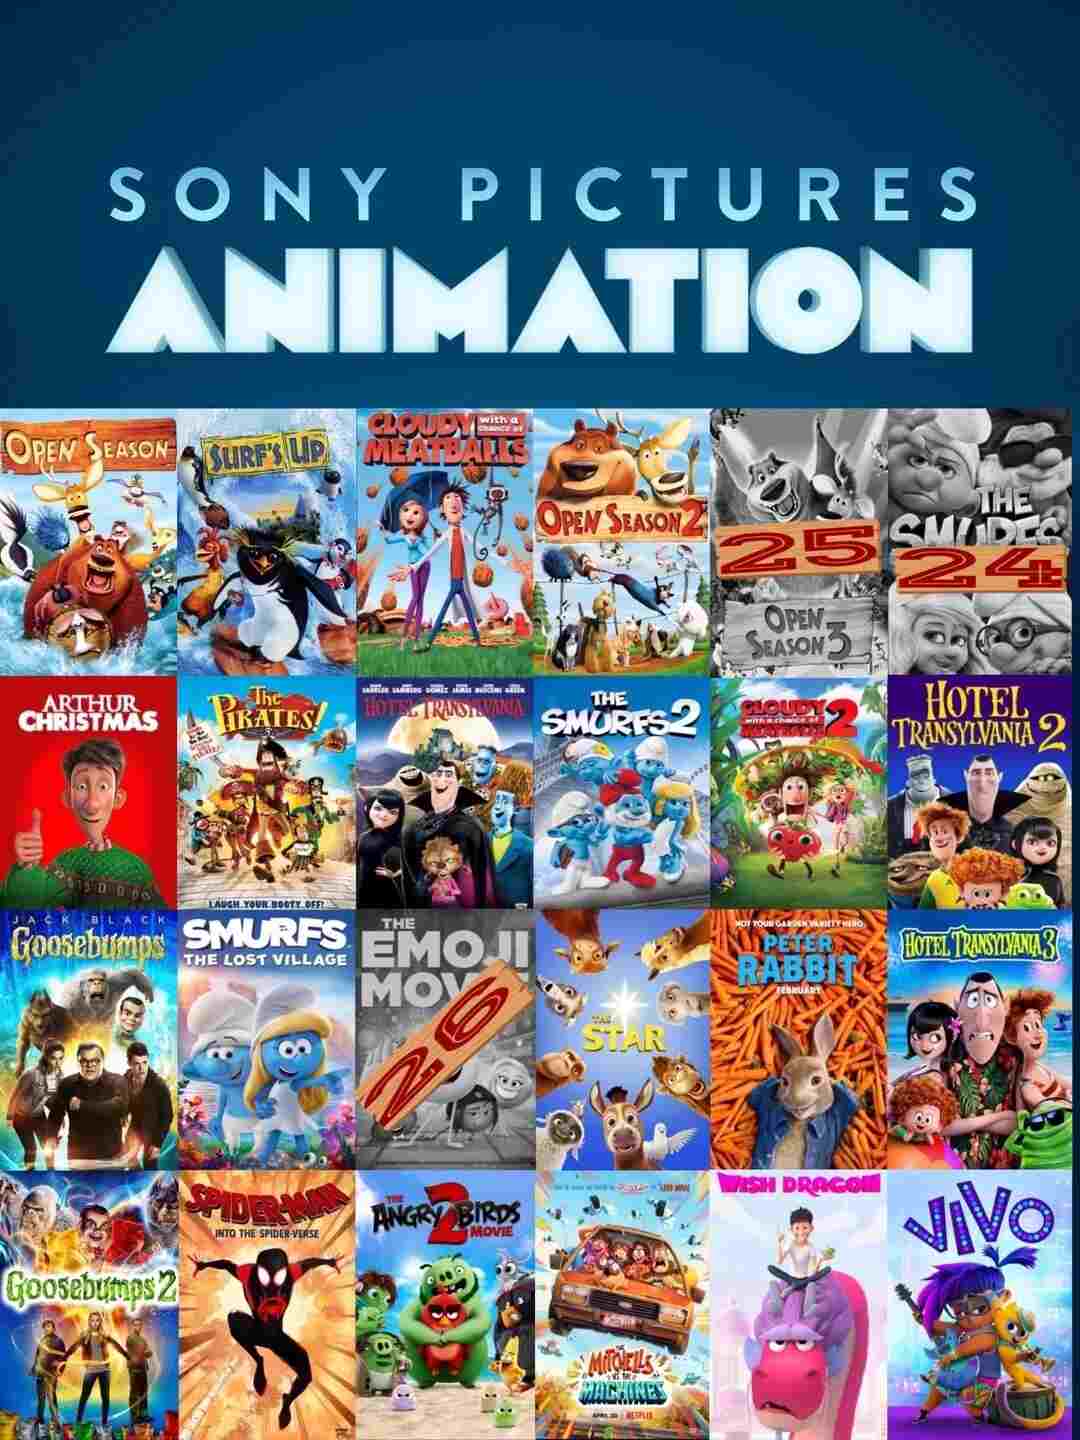 SONY PICTURES
ANIMATION
OPEN SEASON
SURF'S UP
CLOUDY with a
CHANCE OF
MEATBALLS
OPEN SEASON 2
25
OPEN
SEASON 3
THE
SMURFS
24
ARTHUR
CHRISTMAS
The
PIRATES!
LAUGH YOUR BOOTY OFF!
HOTEL TRANSYLVANIA
THE
SMURFS 2
CLOUDY
with a chance of
MEATBALLS 2
HOTEL
TRANSYLVANIA 2
JACK BLACK
Goosebumps
SMURFS
THE LOST VILLAGE
THE
EMOJI
MOV
26
THE
STAR
NOT YOUR GARDEN VARIETY HERO
PETER
RABBIT
FEBRUARY
HOTEL TRANSYLVANIA 3
Goosebumps 2
SPIDER-MAN
INTO THE SPIDER-VERSE
THE
ANGRY BIRDS
2
MOVIE
THE
MITCHELLS
VS. THE
MACHINES
APRIL 30 | NETFLIX
WISH DRAGON
VIVO